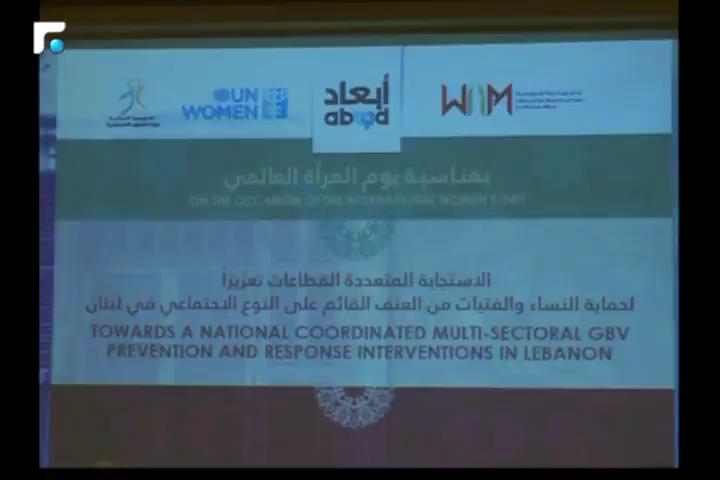 UN WOMEN
أبعاد
abaad
بمناسبة يوم المرأة العالمي
ON THE OCCASION OF THE INTERNATIONAL WOMEN'S DAY
الاستجابة المتعددة القطاعات تعزيزاً
لحماية النساء والفتيات من العنف القائم على النوع الاجتماعي في لبنان
TOWARDS A NATIONAL COORDINATED MULTI-SECTORAL GBV
PREVENTION AND RESPONSE INTERVENTIONS IN LEBANON